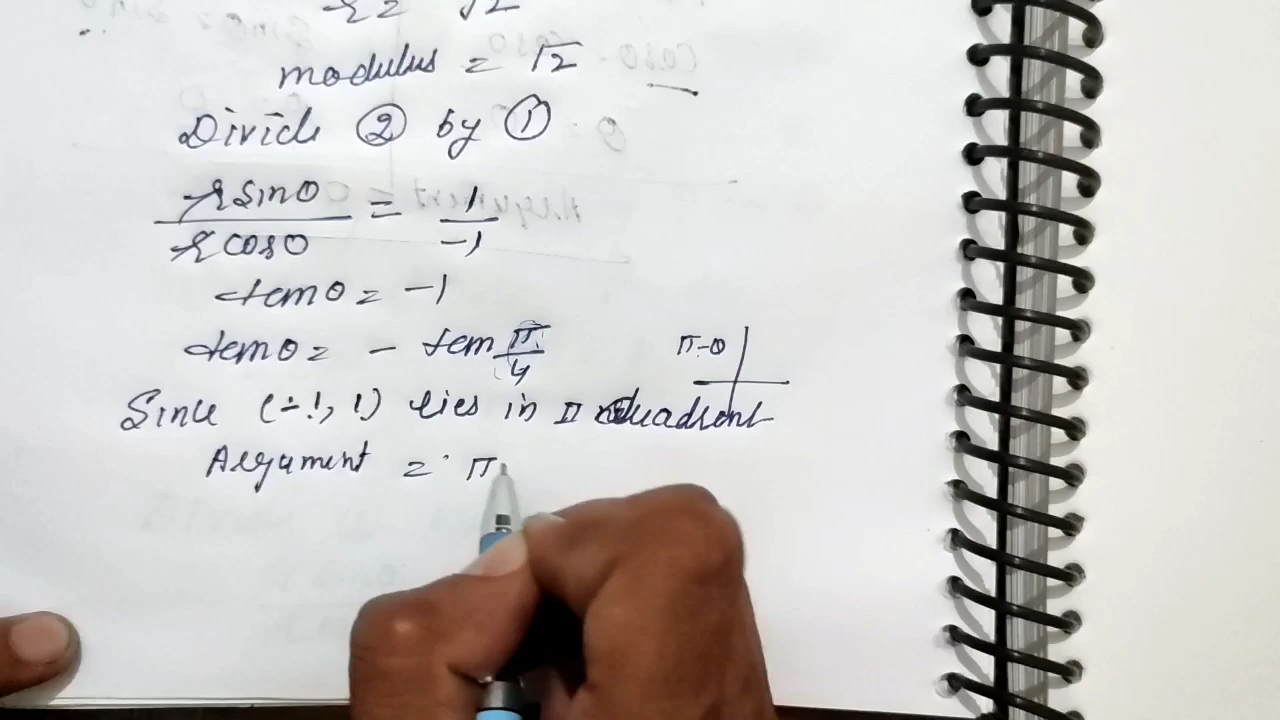 r = √2
modulus = √2
Divide ② by ①
r sinθ / r cosθ = 1 / -1
tanθ = -1
tanθ = - tan π/4
π-θ
Since (-1, 1) lies in II Quadrant
Argument = π